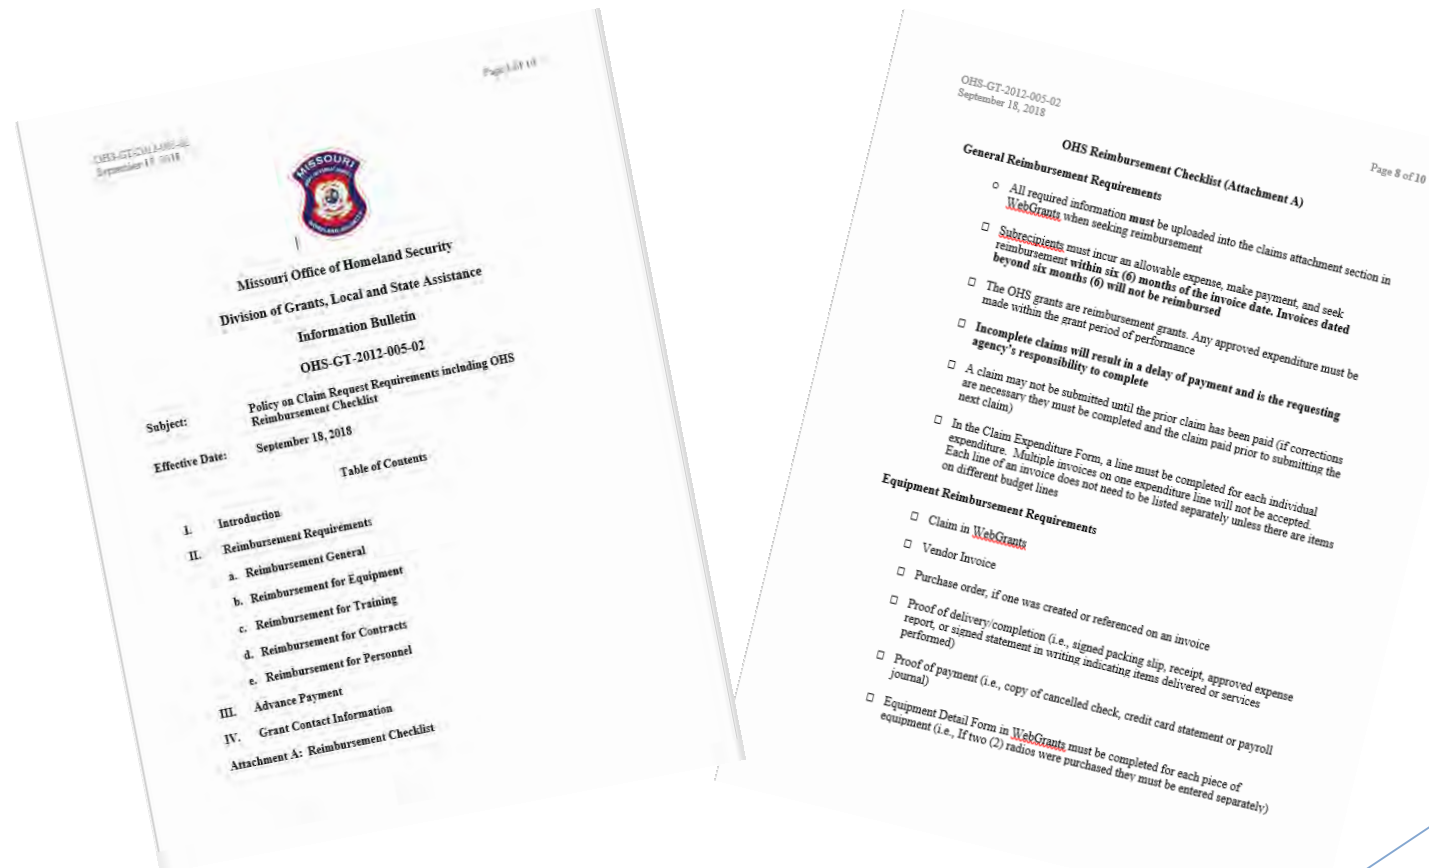 Page 1 of 10
OHS-GT-2012-005-02
September 18, 2018
MISSOURI
HOMELAND SECURITY
Missouri Office of Homeland Security
Division of Grants, Local and State Assistance
Information Bulletin
OHS-GT-2012-005-02
Subject:
Policy on Claim Request Requirements including OHS
Reimbursement Checklist
Effective Date:
September 18, 2018
Table of Contents
I. Introduction
II. Reimbursement Requirements
a. Reimbursement General
b. Reimbursement for Equipment
c. Reimbursement for Training
d. Reimbursement for Contracts
e. Reimbursement for Personnel
III. Advance Payment
IV. Grant Contact Information
Attachment A: Reimbursement Checklist
OHS-GT-2012-005-02
September 18, 2018
Page 8 of 10
OHS Reimbursement Checklist (Attachment A)
General Reimbursement Requirements
All required information must be uploaded into the claims attachment section in
WebGrants when seeking reimbursement
Subrecipients must incur an allowable expense, make payment, and seek
reimbursement within six (6) months of the invoice date. Invoices dated
beyond six months (6) will not be reimbursed
The OHS grants are reimbursement grants. Any approved expenditure must be
made within the grant period of performance
Incomplete claims will result in a delay of payment and is the requesting
agency's responsibility to complete
A claim may not be submitted until the prior claim has been paid (if corrections
are necessary they must be completed and the claim paid prior to submitting the
next claim)
In the Claim Expenditure Form, a line must be completed for each individual
expenditure. Multiple invoices on one expenditure line will not be accepted.
Each line of an invoice does not need to be listed separately unless there are items
on different budget lines
Equipment Reimbursement Requirements
Claim in WebGrants
Vendor Invoice
Purchase order, if one was created or referenced on an invoice
Proof of delivery/completion (i.e., signed packing slip, receipt, approved expense
report, or signed statement in writing indicating items delivered or services
performed)
Proof of payment (i.e., copy of cancelled check, credit card statement or payroll
journal)
Equipment Detail Form in WebGrants must be completed for each piece of
equipment (i.e., If two (2) radios were purchased they must be entered separately)